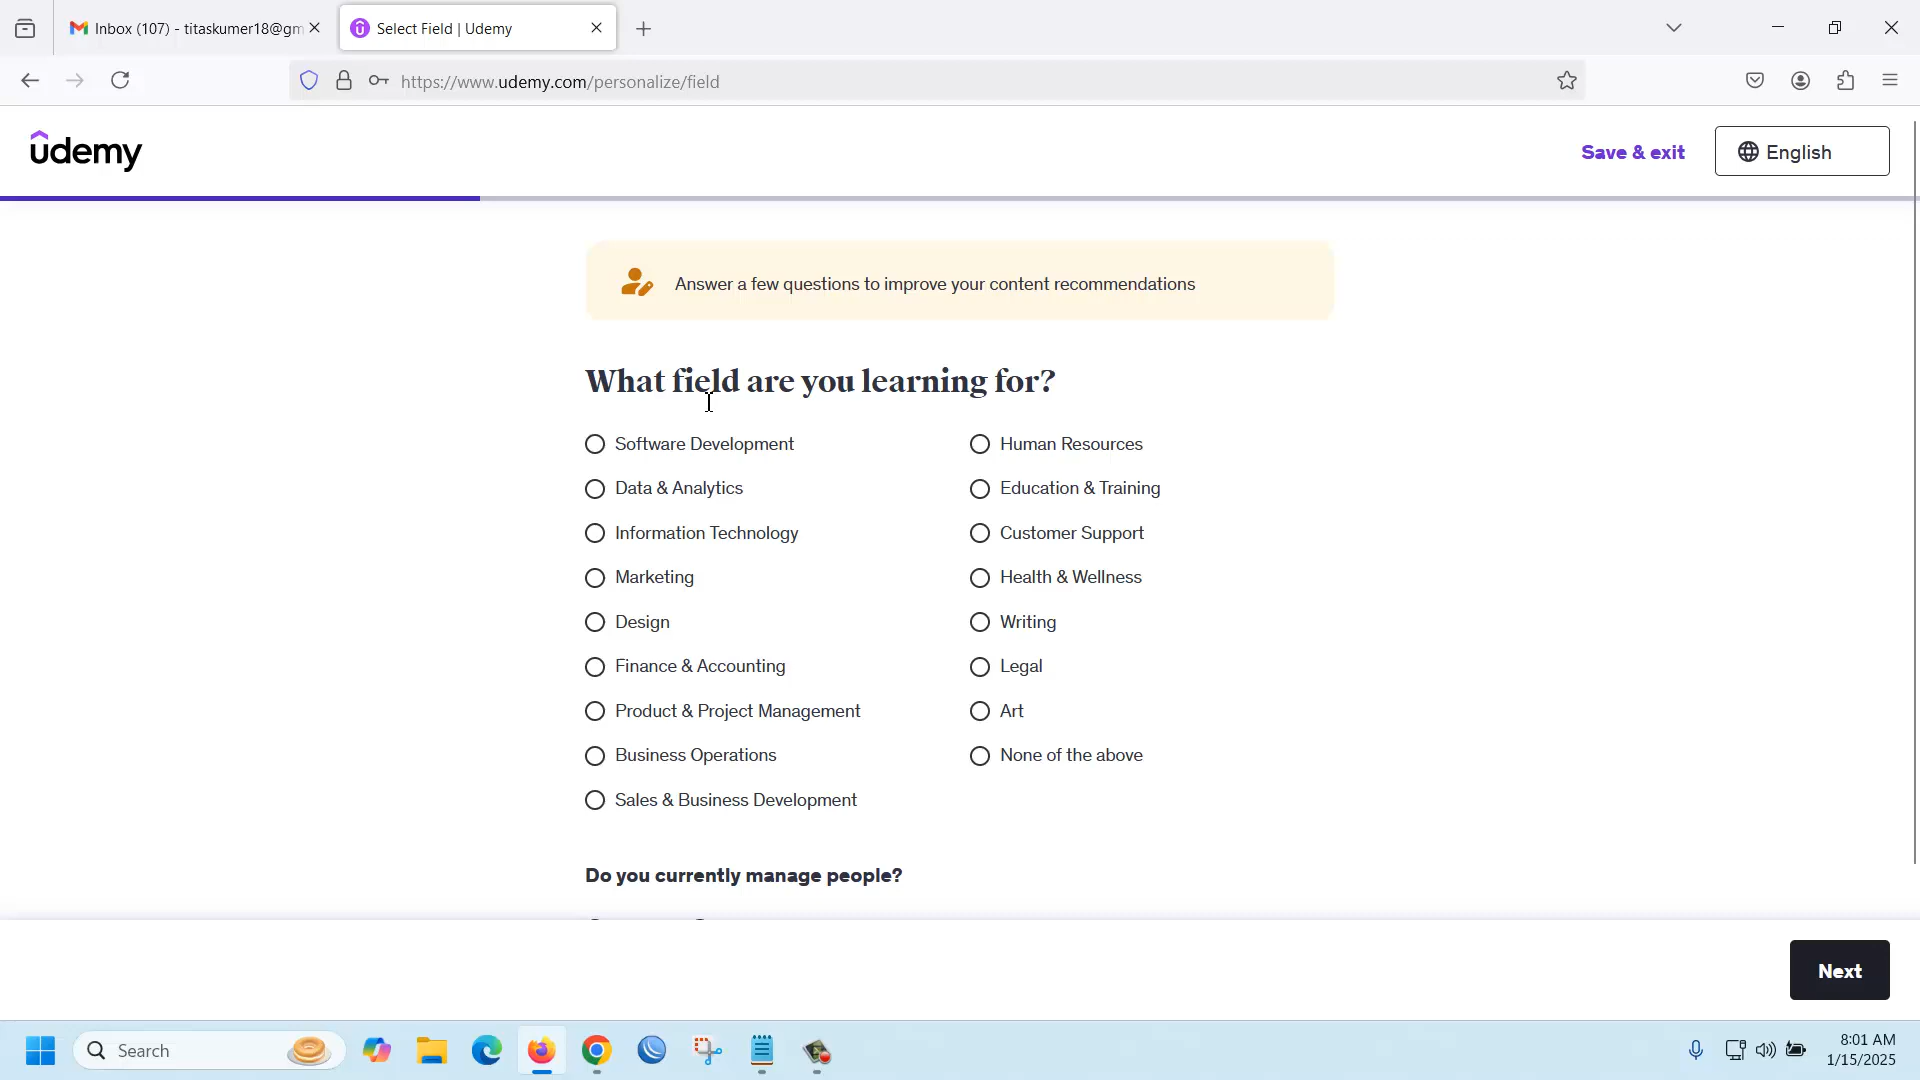 Inbox (107) - titaskumer18@gm
Select Field | Udemy
https://www.udemy.com/personalize/field
udemy
Save & exit
English
Answer a few questions to improve your content recommendations
What field are you learning for?
Software Development
Human Resources
Data & Analytics
Education & Training
Information Technology
Customer Support
Marketing
Health & Wellness
Design
Writing
Finance & Accounting
Legal
Product & Project Management
Art
Business Operations
None of the above
Sales & Business Development
Do you currently manage people?
Next
Search
8:01 AM
1/15/2025